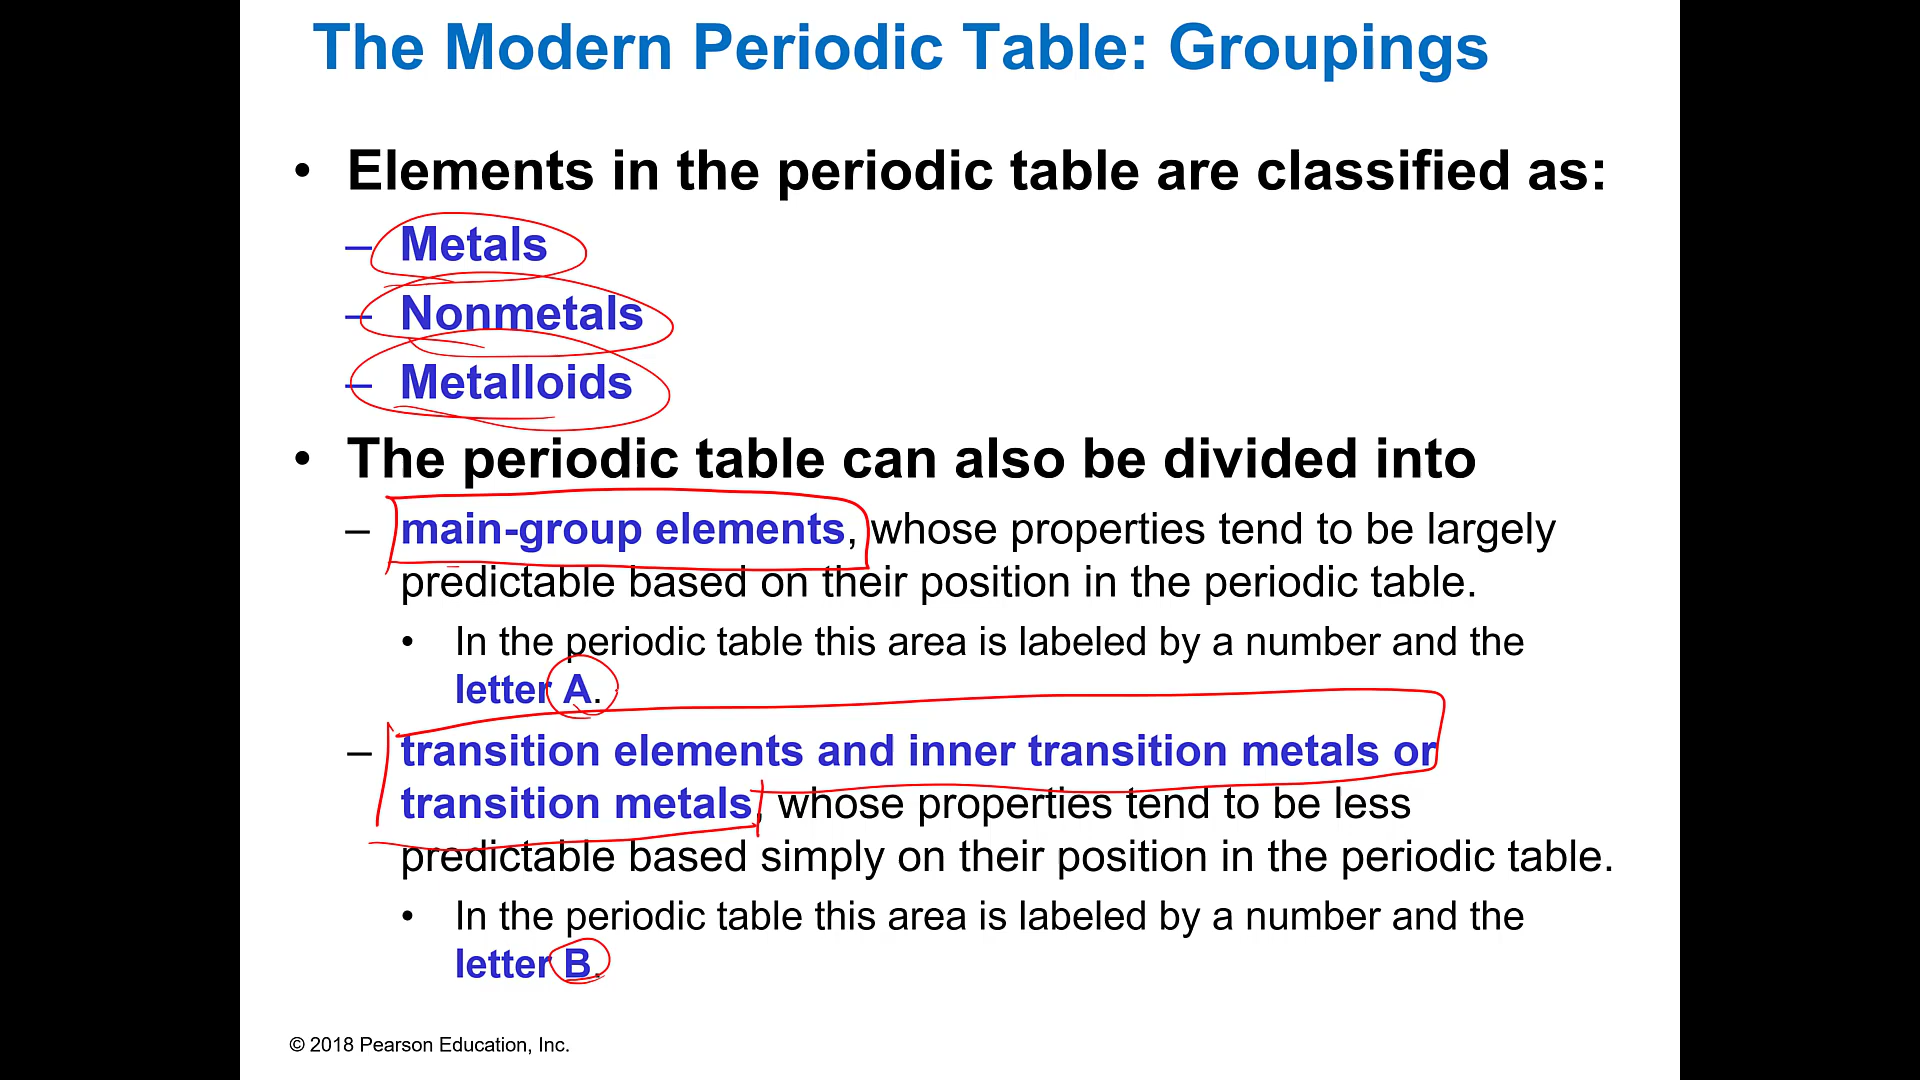 The Modern Periodic Table: Groupings
• Elements in the periodic table are classified as:
– Metals
– Nonmetals
– Metalloids
• The periodic table can also be divided into
– main-group elements, whose properties tend to be largely
predictable based on their position in the periodic table.
• In the periodic table this area is labeled by a number and the
letter A.
– transition elements and inner transition metals or
transition metals, whose properties tend to be less
predictable based simply on their position in the periodic table.
• In the periodic table this area is labeled by a number and the
letter B.
© 2018 Pearson Education, Inc.